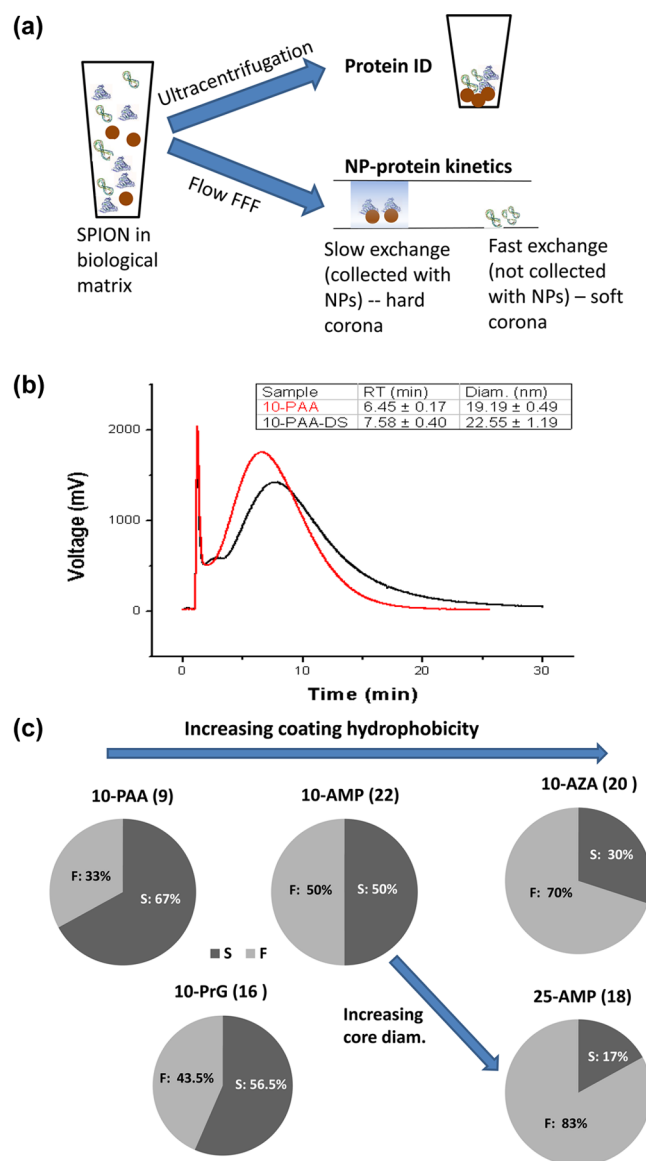 (a)
Ultracentrifugation
Protein ID
Flow FFF
NP-protein kinetics
SPION in
biological
matrix
Slow exchange
(collected with
NPs) -- hard
corona
Fast exchange
(not collected
with NPs) – soft
corona
(b)
Sample RT (min) Diam. (nm)
10-PAA 6.45 ± 0.17 19.19 ± 0.49
10-PAA-DS 7.58 ± 0.40 22.55 ± 1.19
Voltage (mV)
2000
1000
0
0 10 20 30
Time (min)
(c)
Increasing coating hydrophobicity
10-PAA (9)
F: 33%
S: 67%
10-AMP (22)
F: 50%
S: 50%
10-AZA (20 )
S: 30%
F: 70%
S F
10-PrG (16 )
F: 43.5%
S: 56.5%
Increasing
core diam.
25-AMP (18)
S: 17%
F: 83%